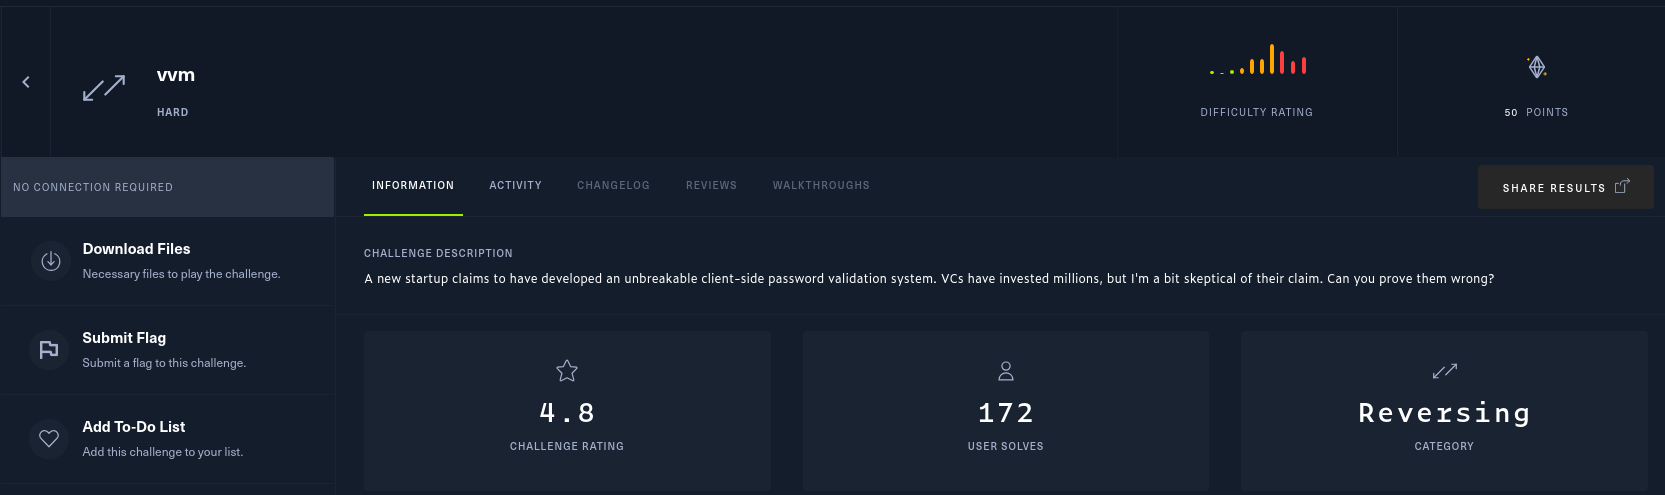 vvm
HARD
DIFFICULTY RATING
50 POINTS
NO CONNECTION REQUIRED
INFORMATION ACTIVITY CHANGELOG REVIEWS WALKTHROUGHS
SHARE RESULTS
Download Files
Necessary files to play the challenge.
Submit Flag
Submit a flag to this challenge.
Add To-Do List
Add this challenge to your list.
CHALLENGE DESCRIPTION
A new startup claims to have developed an unbreakable client-side password validation system. VCs have invested millions, but I'm a bit skeptical of their claim. Can you prove them wrong?
4.8
CHALLENGE RATING
172
USER SOLVES
Reversing
CATEGORY